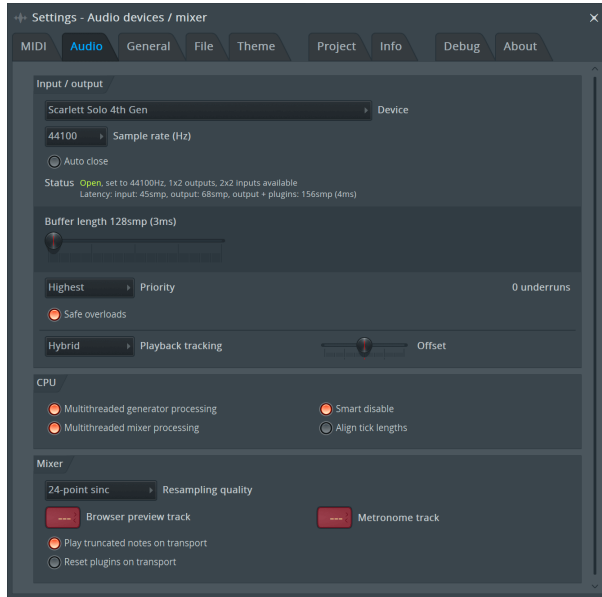 Settings - Audio devices / mixer
MIDI Audio General File Theme Project Info Debug About
Input / output
Scarlett Solo 4th Gen Device
44100 Sample rate (Hz)
Auto close
Status Open, set to 44100Hz, 1x2 outputs, 2x2 inputs available
Latency: input: 45smp, output: 68smp, output + plugins: 156smp (4ms)
Buffer length 128smp (3ms)
Highest Priority 0 underruns
Safe overloads
Hybrid Playback tracking Offset
CPU
Multithreaded generator processing Smart disable
Multithreaded mixer processing Align tick lengths
Mixer
24-point sinc Resampling quality
--- Browser preview track --- Metronome track
Play truncated notes on transport
Reset plugins on transport